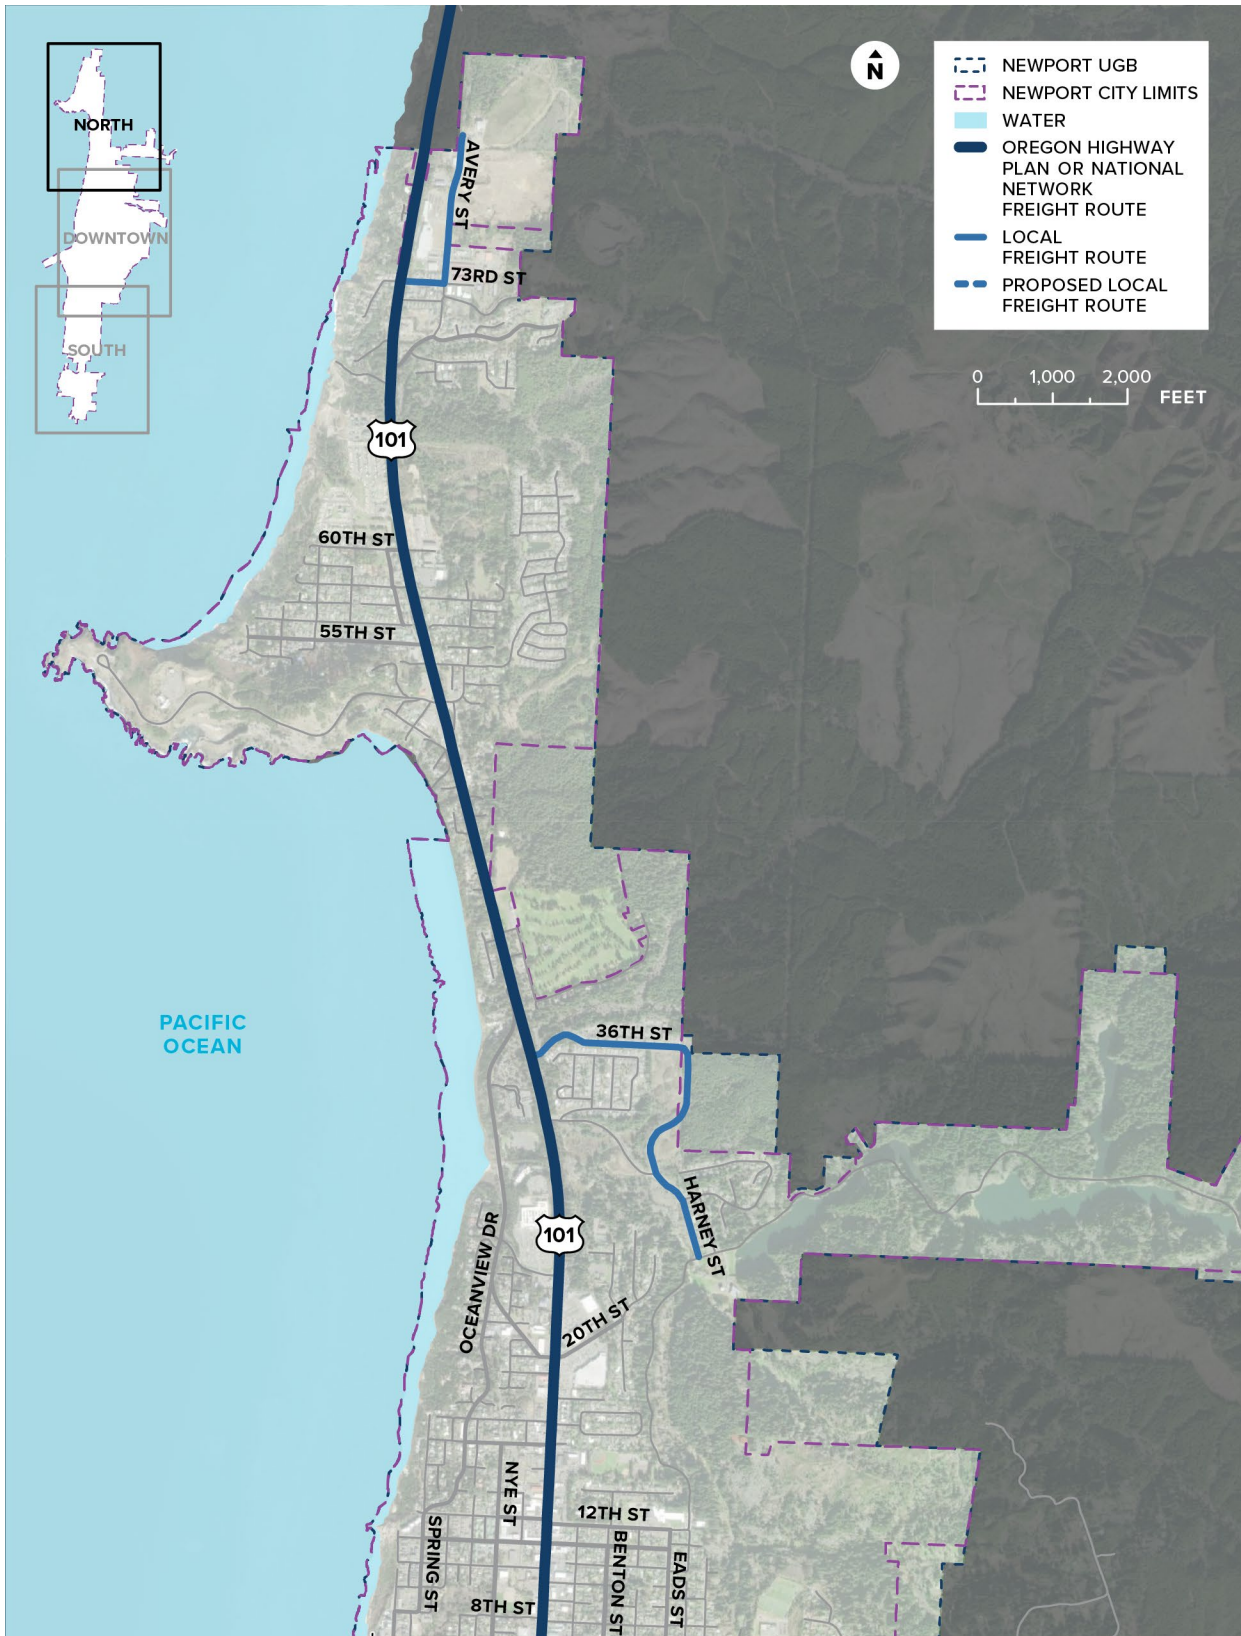 NORTH
DOWNTOWN
SOUTH
N
NEWPORT UGB
NEWPORT CITY LIMITS
WATER
OREGON HIGHWAY
PLAN OR NATIONAL
NETWORK
FREIGHT ROUTE
LOCAL
FREIGHT ROUTE
PROPOSED LOCAL
FREIGHT ROUTE
0 1,000 2,000
FEET
AVERY ST
73RD ST
101
60TH ST
55TH ST
PACIFIC
OCEAN
36TH ST
HARNEY ST
101
OCEANVIEW DR
20TH ST
NYE ST
12TH ST
SPRING ST
BENTON ST
EADS ST
8TH ST